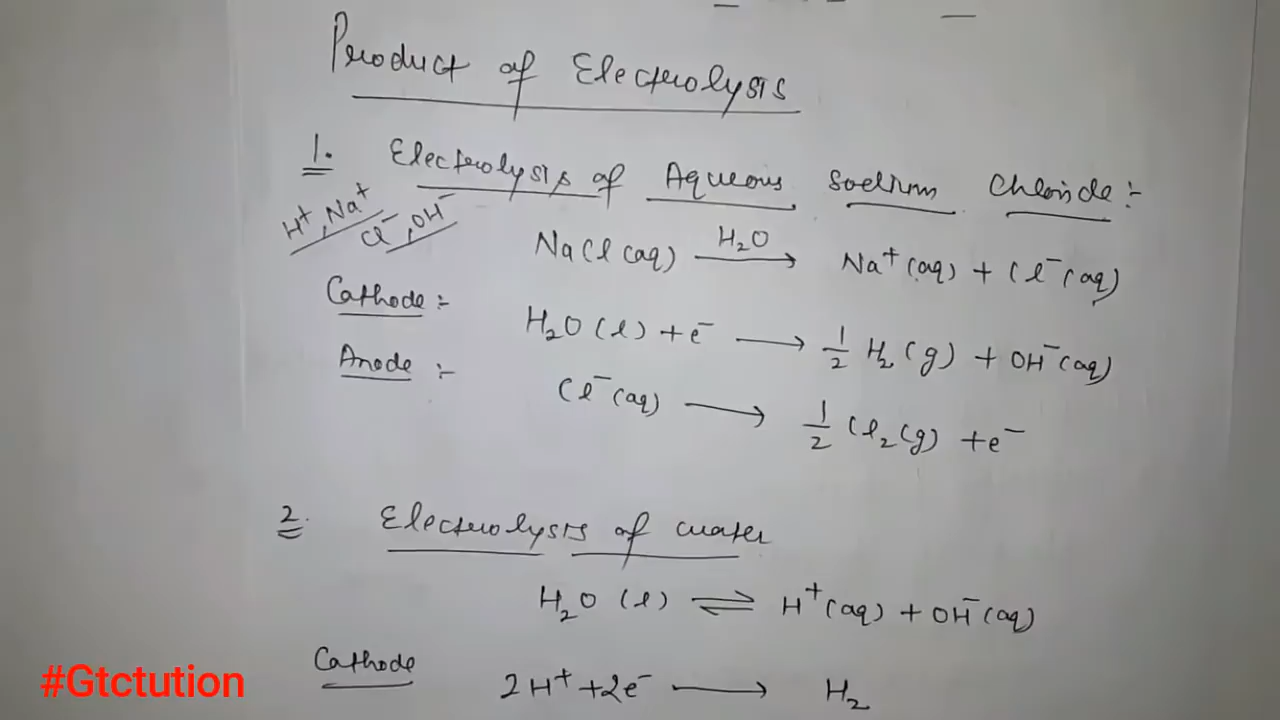 Product of Electrolysis
1. Electrolysis of Aqueous Sodium Chloride :-
H⁺, Na⁺
Cl⁻, OH⁻
NaCl (aq) —H₂O→ Na⁺ (aq) + Cl⁻ (aq)
Cathode :-
H₂O (l) + e⁻ → 1/2 H₂ (g) + OH⁻ (aq)
Anode :-
Cl⁻ (aq) → 1/2 Cl₂ (g) + e⁻
2. Electrolysis of water
H₂O (l) ⇌ H⁺ (aq) + OH⁻ (aq)
Cathode 2H⁺ + 2e⁻ → H₂
#Gtctution